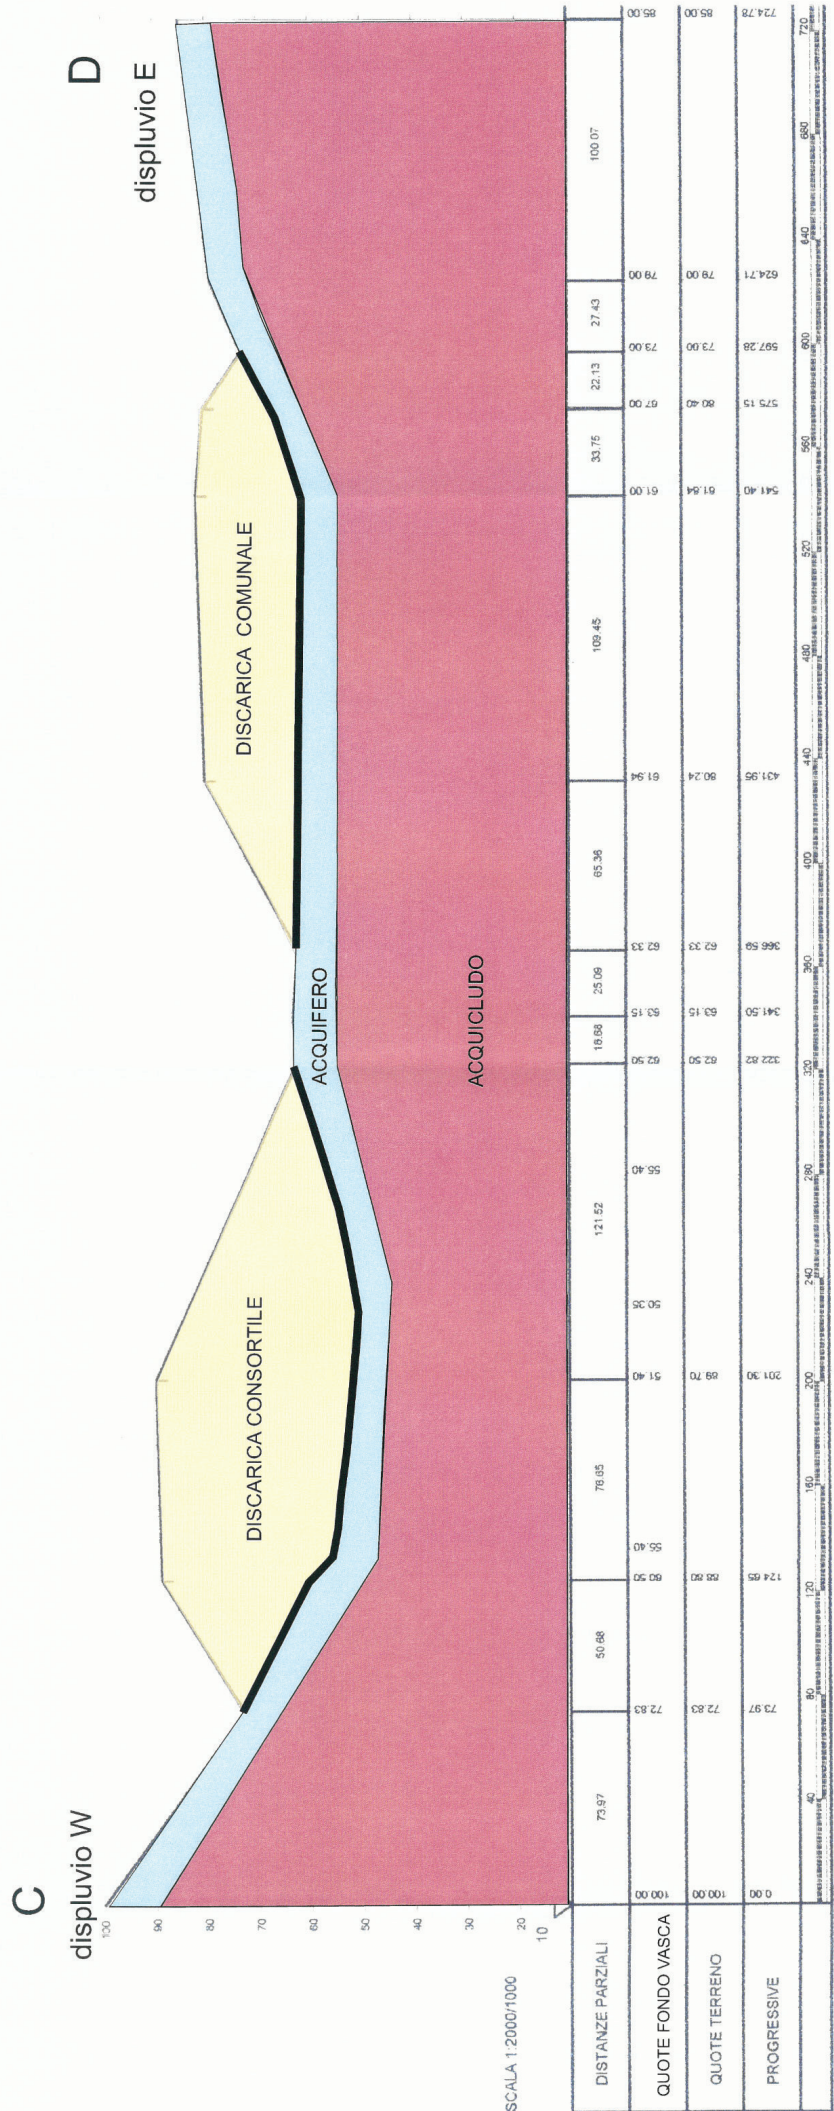 C
D
displuvio W
displuvio E
100
90
80
70
60
50
40
30
20
10
DISCARICA CONSORTILE
DISCARICA COMUNALE
ACQUIFERO
ACQUICLUDO
SCALA 1:2000/1000
DISTANZE PARZIALI 73.97 50.68 76.65 121.52 18.68 25.09 65.36 109.45 33.75 22.13 27.43 100.07
QUOTE FONDO VASCA 100.00 72.83 60.50 55.40 51.40 50.35 55.40 62.50 63.15 62.33 61.94 61.00 67.00 73.00 79.00 85.00
QUOTE TERRENO 100.00 72.83 88.80 89.70 62.50 63.15 62.33 80.24 81.84 80.40 73.00 79.00 85.00
PROGRESSIVE 0.00 73.97 124.65 201.30 322.82 341.50 366.59 431.95 541.40 575.15 597.28 624.71 724.78
40 80 120 160 200 240 280 320 360 400 440 480 520 560 600 640 680 720